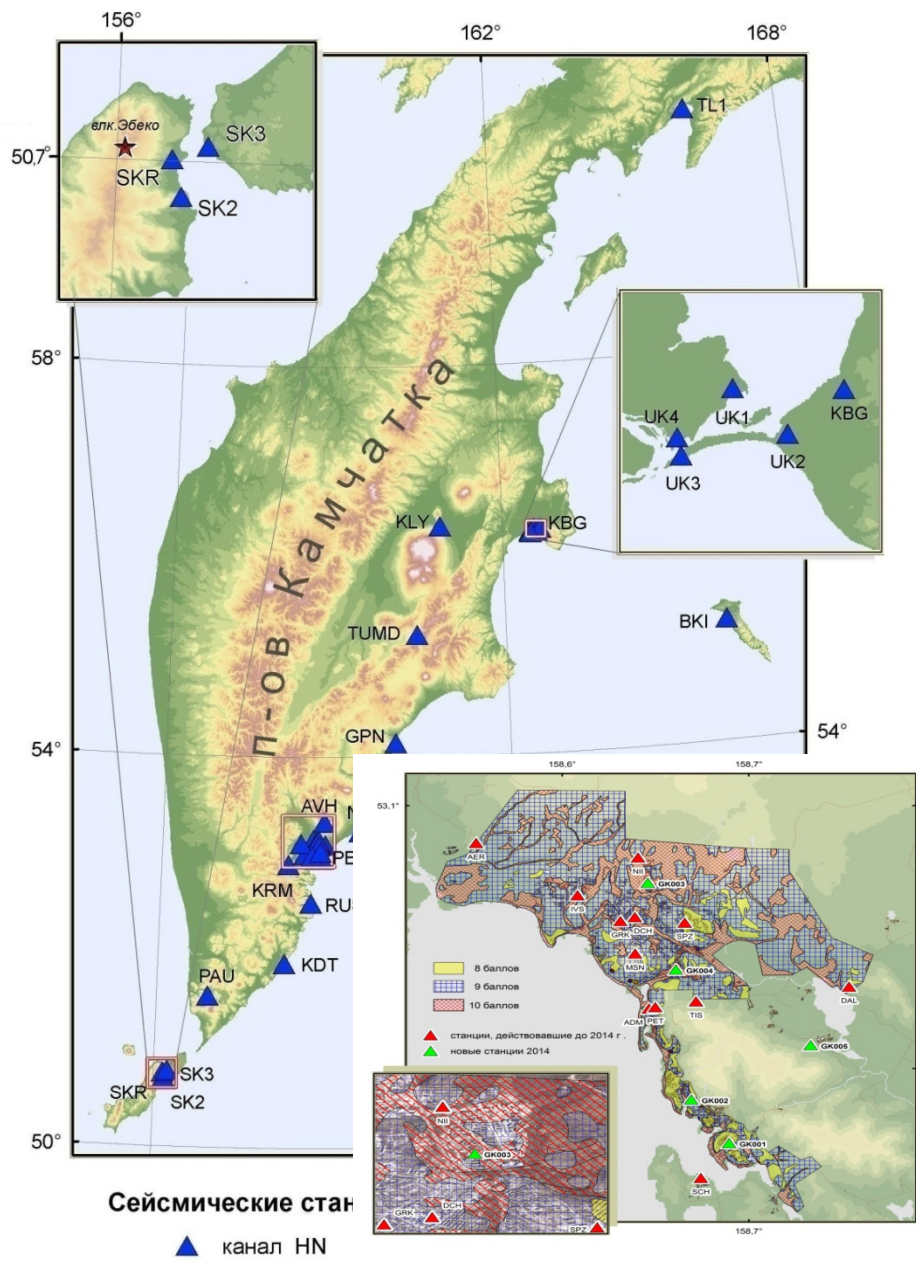 156°
162°
168°
влк.Эбеко
50,7°
SK3
SKR
SK2
TL1
58°
п-ов Камчатка
UK4
UK1
KBG
UK3
UK2
KLY
KBG
BKI
TUMD
GPN
54°
54°
AVH
N
PE
KRM
RUS
KDT
PAU
SKR
SK3
SK2
50°
Сейсмические стан
канал HN
158,6°
158,7°
53,1°
AER
NII
GK003
IVS
GRK
DCH
SPZ
MSN
GK004
8 баллов
9 баллов
10 баллов
DAL
ADM
PET
TIS
станции, действовавшие до 2014 г .
новые станции 2014
GK005
GK002
GK001
SCH
NII
GK003
GRK
DCH
SPZ
158,7°